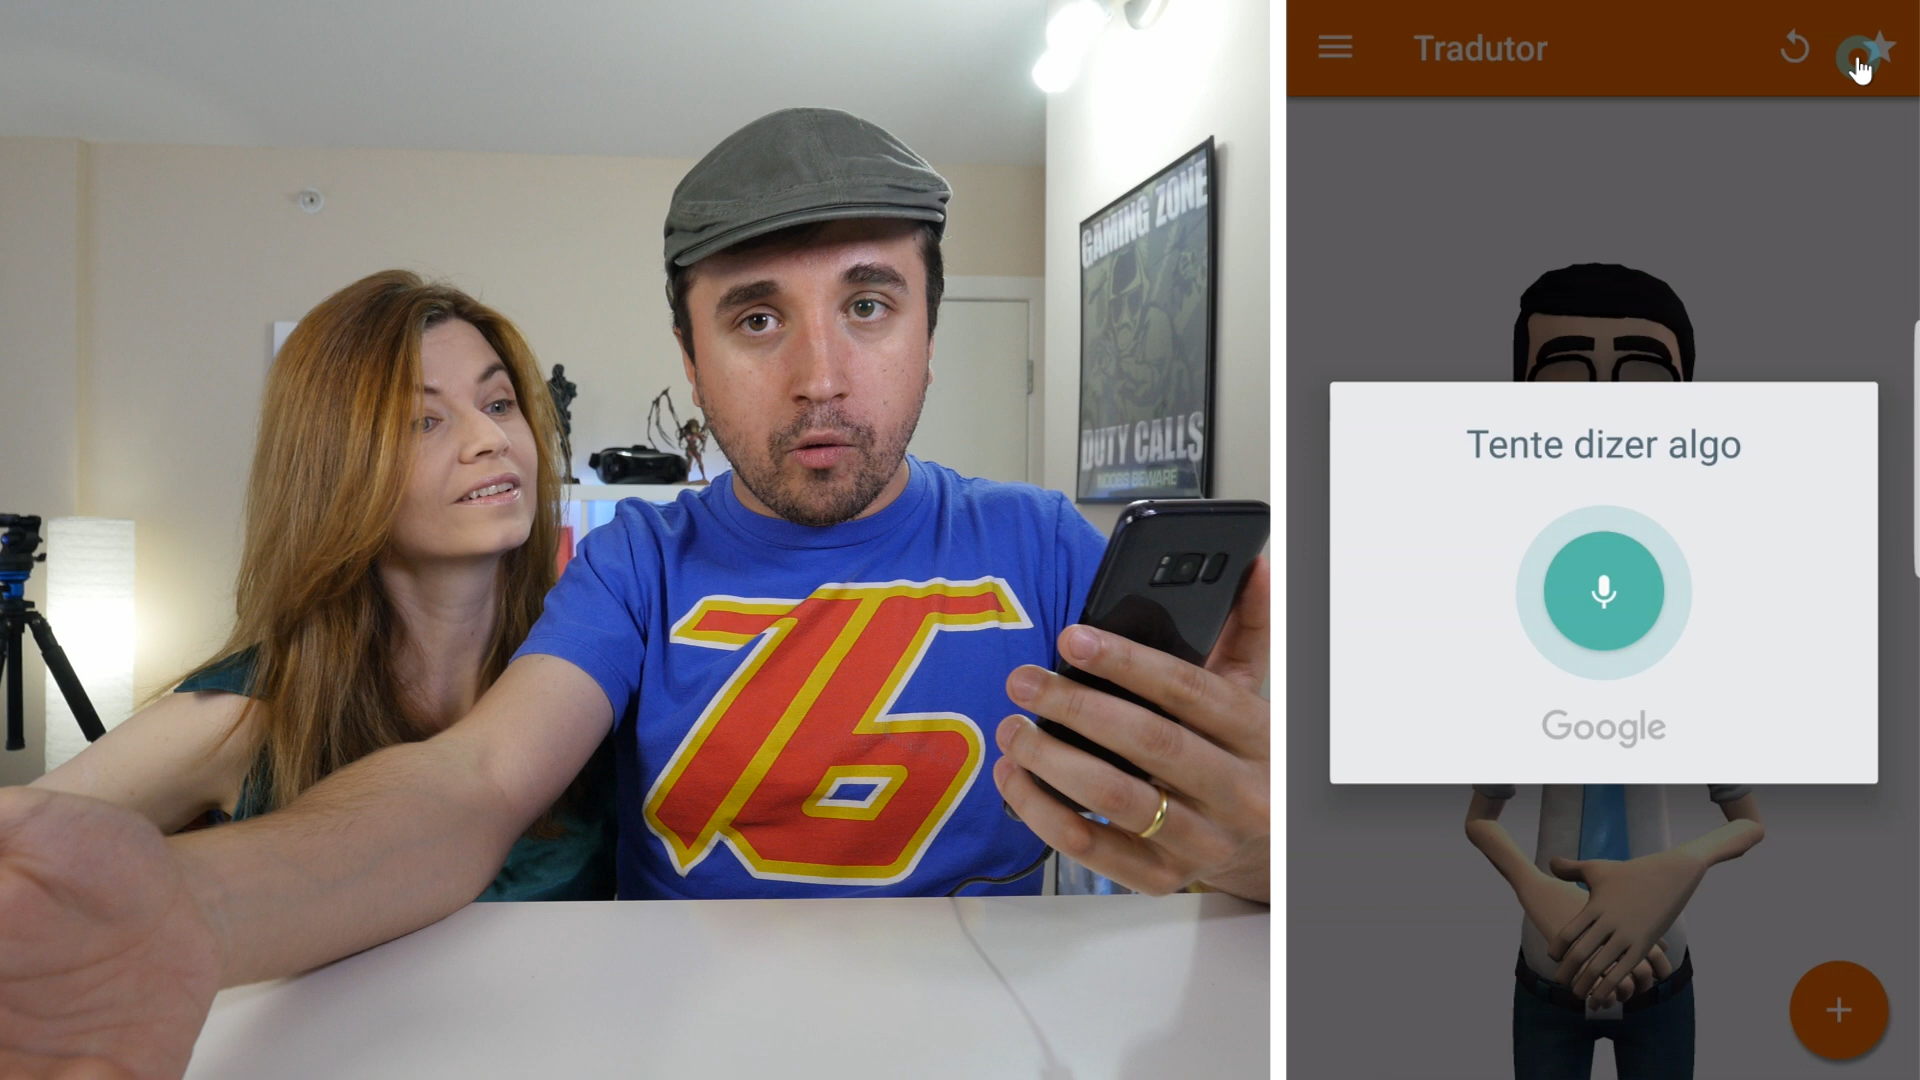 GAMING ZONE
DUTY CALLS
NOOBS BEWARE
76
Tradutor
Tente dizer algo
Google